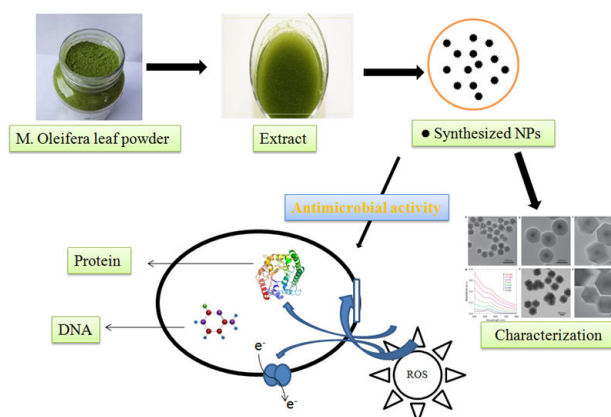 M. Oleifera leaf powder
Extract
Synthesized NPs
Antimicrobial activity
Protein
DNA
e-
e-
ROS
Characterization